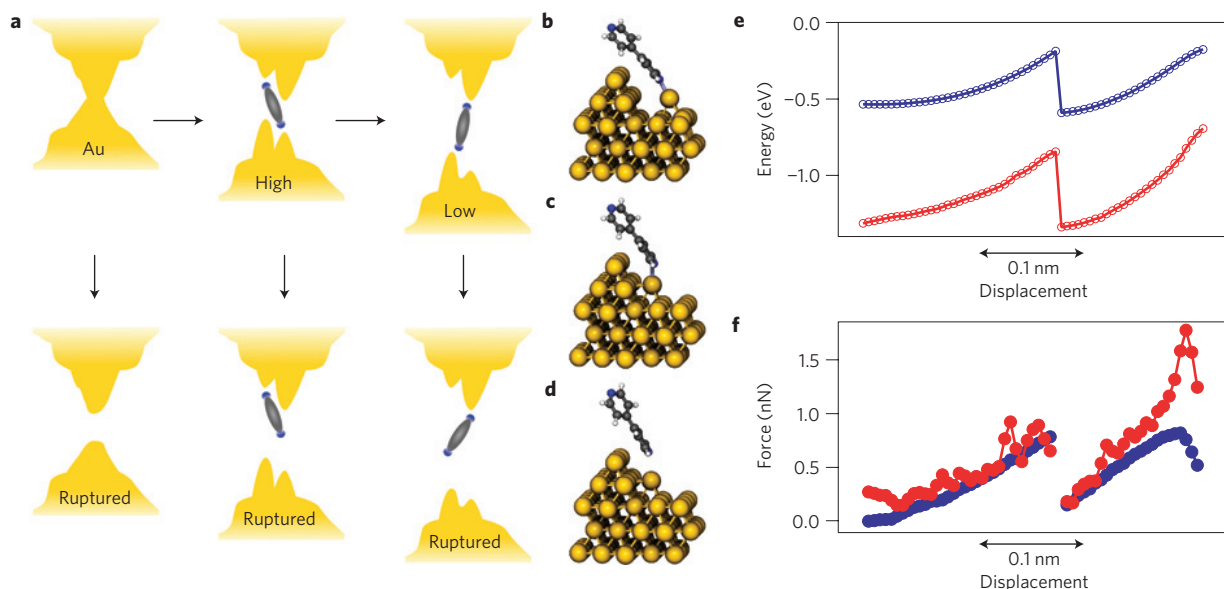 a
Au
High
Low
Ruptured
Ruptured
Ruptured
b
c
d
e
0.0
−0.5
−1.0
Energy (eV)
0.1 nm
Displacement
f
1.5
1.0
0.5
0.0
Force (nN)
0.1 nm
Displacement